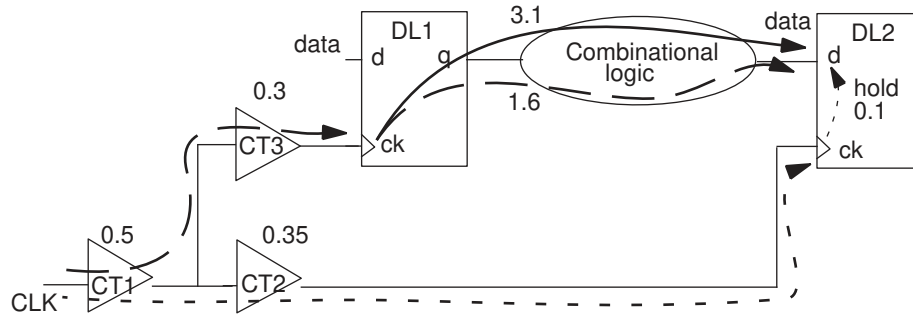 3.1
data
DL1
DL2
data
d
q
Combinational
logic
d
hold
0.1
0.3
1.6
CT3
ck
ck
0.5
0.35
CT1
CT2
CLK